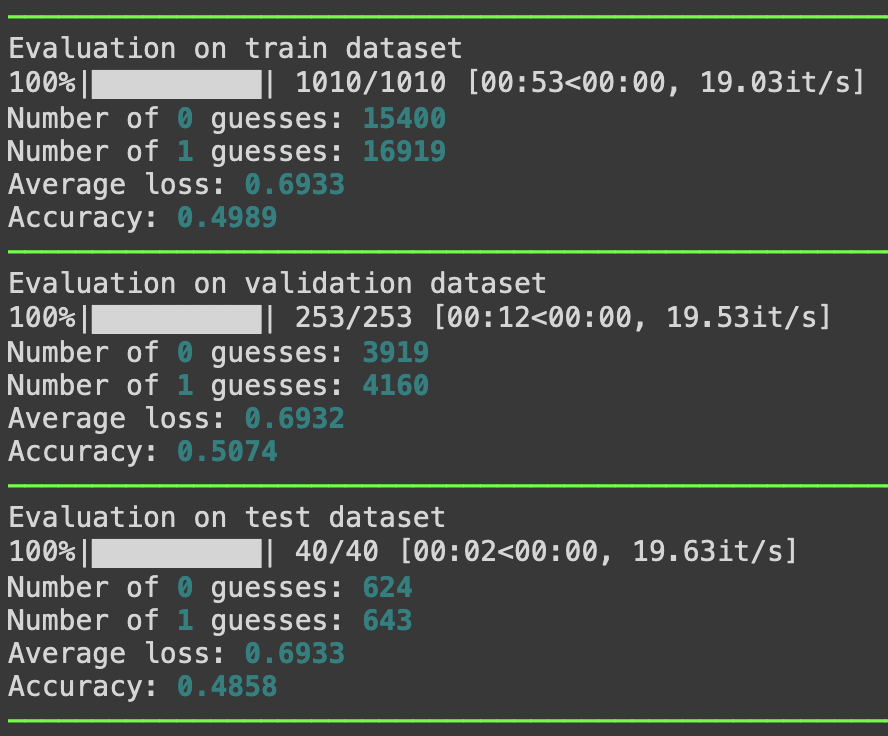 Evaluation on train dataset
100%|██████████| 1010/1010 [00:53<00:00, 19.03it/s]
Number of 0 guesses: 15400
Number of 1 guesses: 16919
Average loss: 0.6933
Accuracy: 0.4989
Evaluation on validation dataset
100%|██████████| 253/253 [00:12<00:00, 19.53it/s]
Number of 0 guesses: 3919
Number of 1 guesses: 4160
Average loss: 0.6932
Accuracy: 0.5074
Evaluation on test dataset
100%|██████████| 40/40 [00:02<00:00, 19.63it/s]
Number of 0 guesses: 624
Number of 1 guesses: 643
Average loss: 0.6933
Accuracy: 0.4858